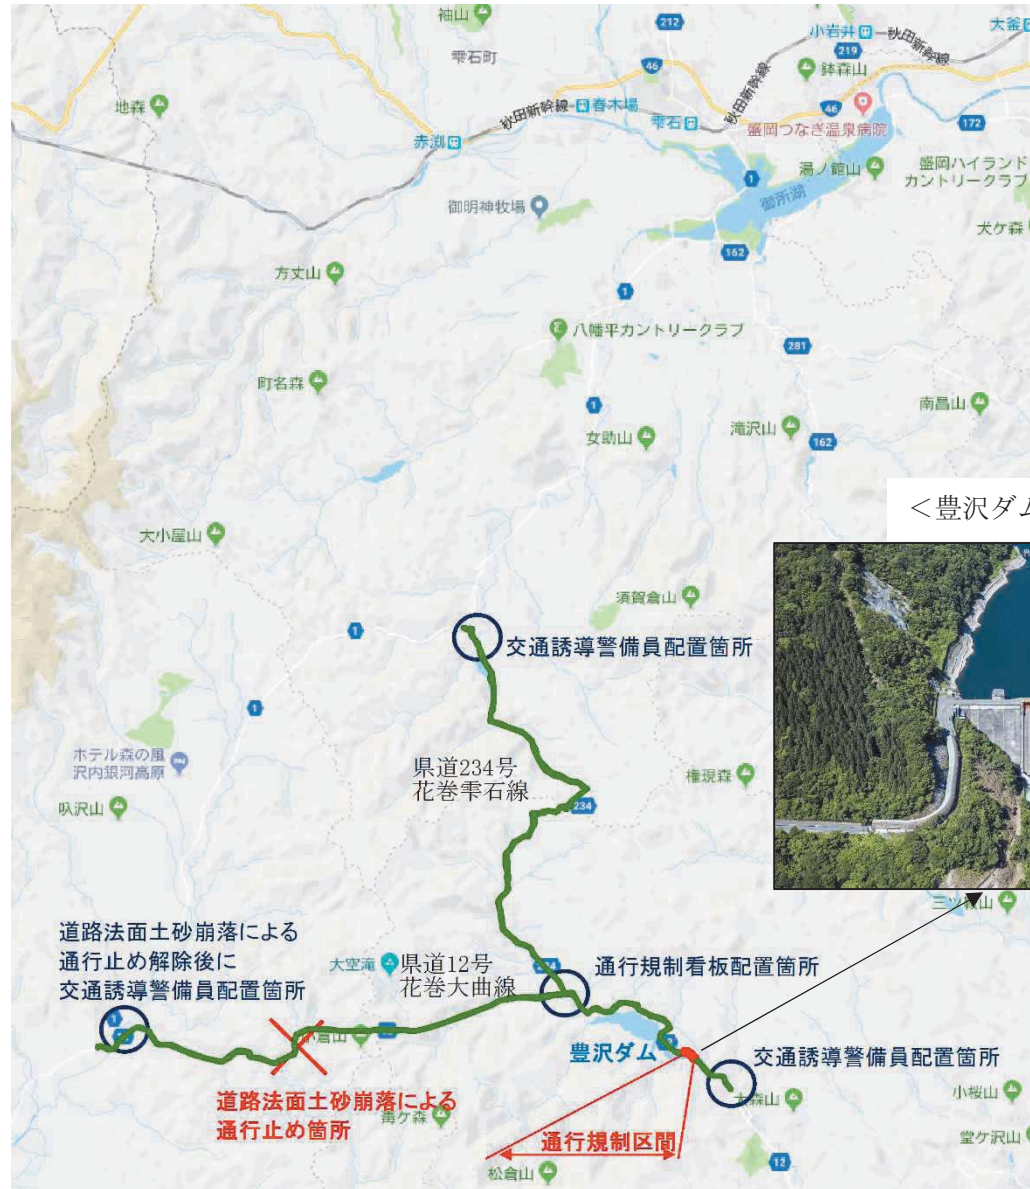 袖山
212
小岩井
秋田新幹線
大釜
219
雫石町
46
秋田新幹線
鉢森山
地森
秋田新幹線
春木場
雫石
46
盛岡つなぎ温泉病院
172
赤渕
湯ノ館山
盛岡ハイランド
カントリークラブ
1
御所湖
御明神牧場
犬ケ森
162
方丈山
1
八幡平カントリークラブ
281
町名森
1
南昌山
女助山
滝沢山
162
＜豊沢ダム
大小屋山
須賀倉山
1
交通誘導警備員配置箇所
1
ホテル森の風
沢内銀河高原
県道234号
花巻雫石線
権現森
234
三ツ森山
道路法面土砂崩落による
通行止め解除後に
交通誘導警備員配置箇所
大空滝
県道12号
花巻大曲線
通行規制看板配置箇所
1
豊沢ダム
交通誘導警備員配置箇所
大森山
小桜山
道路法面土砂崩落による
通行止め箇所
毒ケ森
通行規制区間
堂ケ沢山
12
松倉山